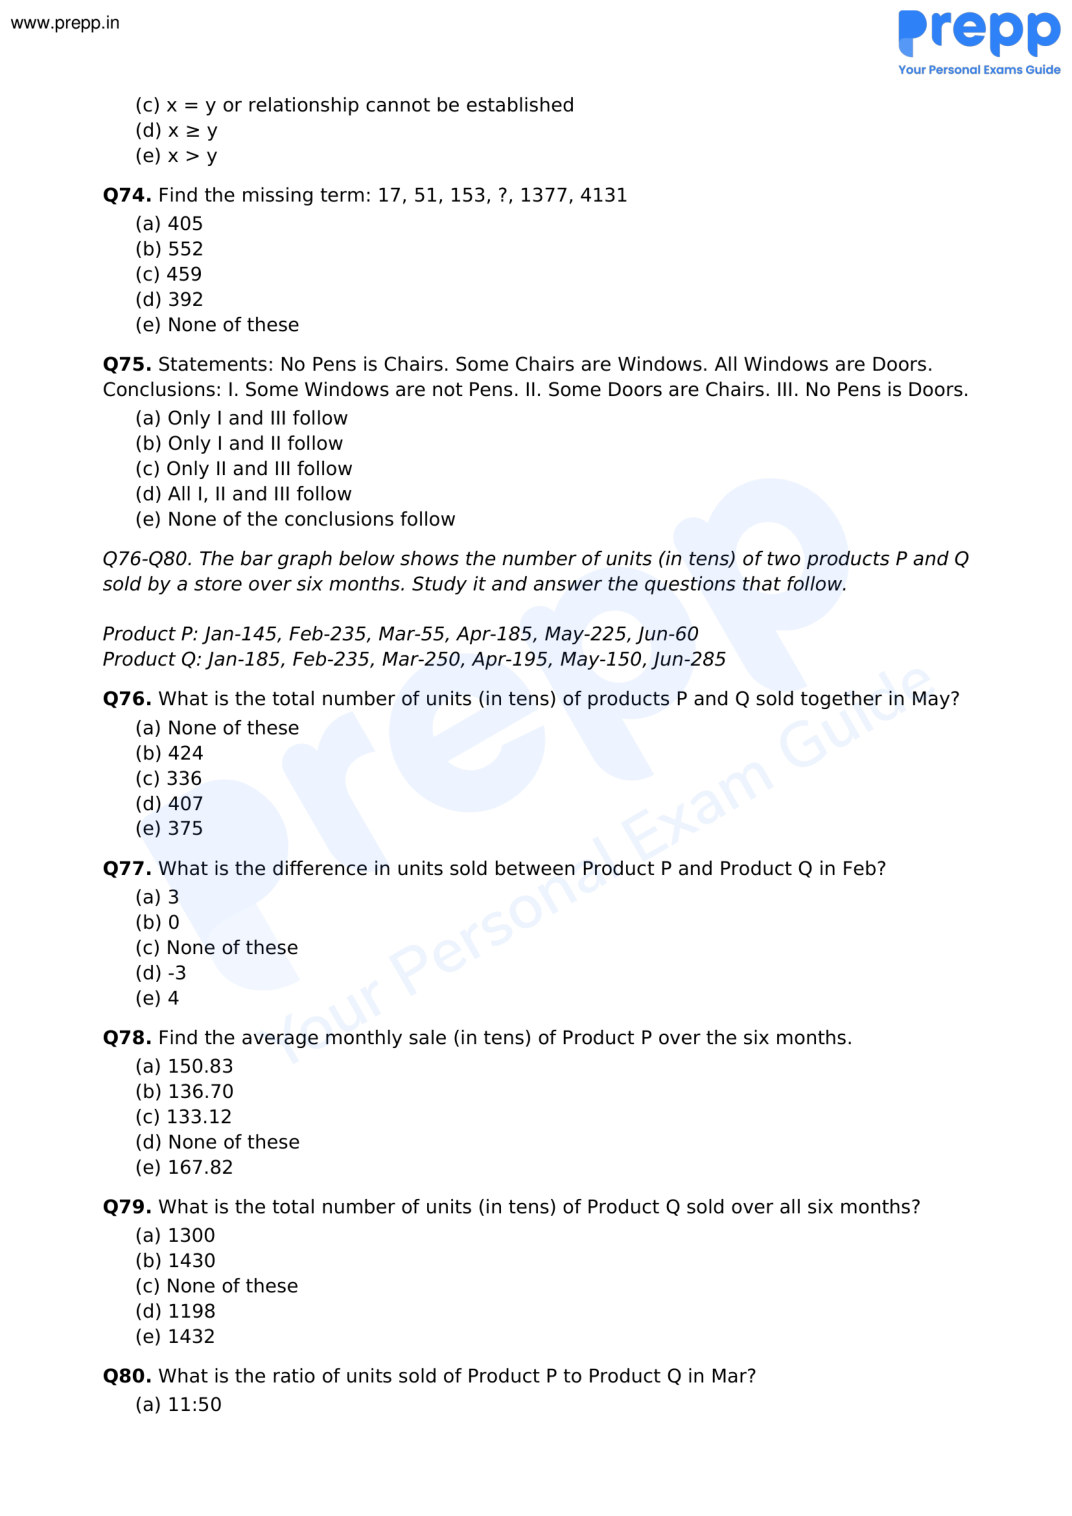 www.prepp.in
Prepp
Your Personal Exams Guide
(c) x = y or relationship cannot be established
(d) x ≥ y
(e) x > y
Q74. Find the missing term: 17, 51, 153, ?, 1377, 4131
(a) 405
(b) 552
(c) 459
(d) 392
(e) None of these
Q75. Statements: No Pens is Chairs. Some Chairs are Windows. All Windows are Doors.
Conclusions: I. Some Windows are not Pens. II. Some Doors are Chairs. III. No Pens is Doors.
(a) Only I and III follow
(b) Only I and II follow
(c) Only II and III follow
(d) All I, II and III follow
(e) None of the conclusions follow
Q76-Q80. The bar graph below shows the number of units (in tens) of two products P and Q
sold by a store over six months. Study it and answer the questions that follow.
Product P: Jan-145, Feb-235, Mar-55, Apr-185, May-225, Jun-60
Product Q: Jan-185, Feb-235, Mar-250, Apr-195, May-150, Jun-285
Q76. What is the total number of units (in tens) of products P and Q sold together in May?
(a) None of these
(b) 424
(c) 336
(d) 407
(e) 375
Q77. What is the difference in units sold between Product P and Product Q in Feb?
(a) 3
(b) 0
(c) None of these
(d) -3
(e) 4
Q78. Find the average monthly sale (in tens) of Product P over the six months.
(a) 150.83
(b) 136.70
(c) 133.12
(d) None of these
(e) 167.82
Q79. What is the total number of units (in tens) of Product Q sold over all six months?
(a) 1300
(b) 1430
(c) None of these
(d) 1198
(e) 1432
Q80. What is the ratio of units sold of Product P to Product Q in Mar?
(a) 11:50
prepp
Your Personal Exam Guide